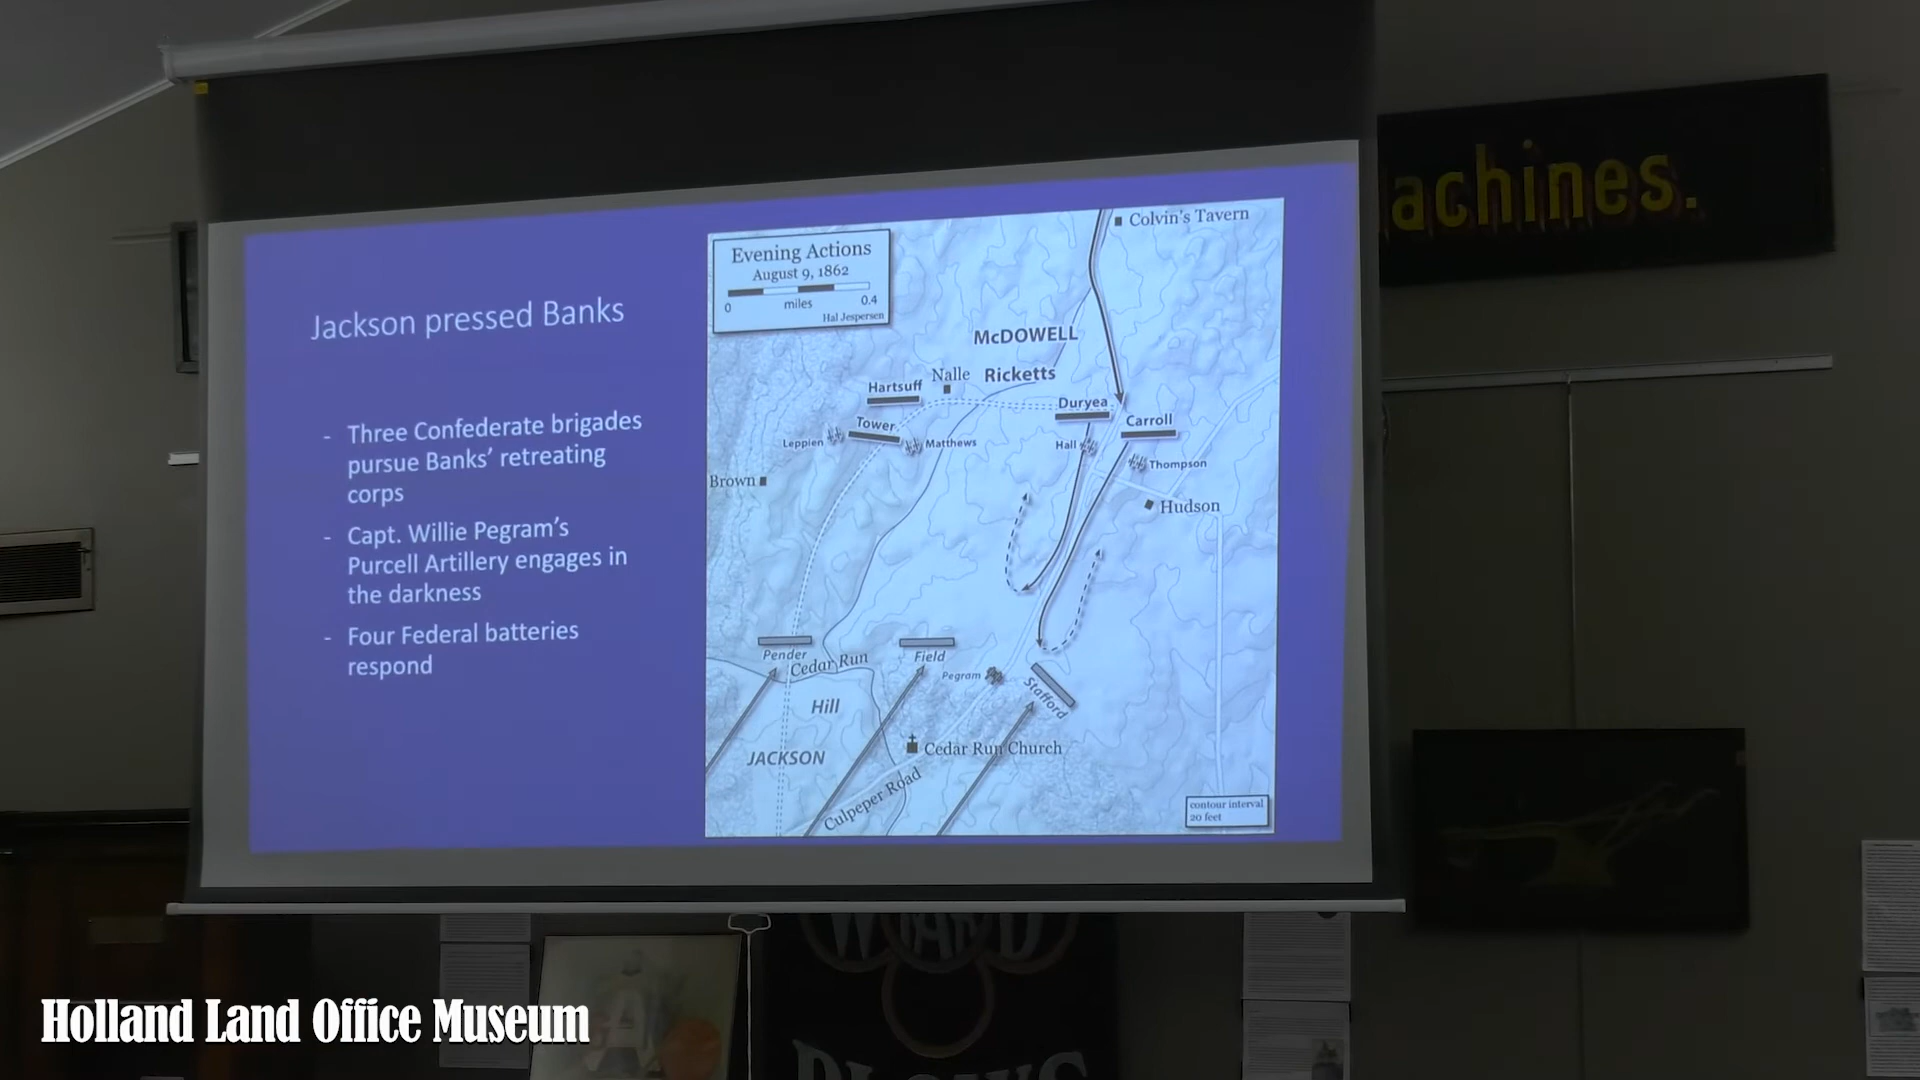 achines.
Jackson pressed Banks
- Three Confederate brigades
pursue Banks' retreating
corps
- Capt. Willie Pegram's
Purcell Artillery engages in
the darkness
- Four Federal batteries
respond
Evening Actions
August 9, 1862
0 miles 0.4
Hal Jespersen
Colvin's Tavern
McDOWELL
Nalle Ricketts
Hartsuff
Duryea
Carroll
Tower
Leppien
Matthews
Hall
Thompson
Brown
Hudson
Pender
Cedar Run
Field
Pegram
Stafford
Hill
JACKSON
Cedar Run Church
Culpeper Road
contour interval
20 feet
Holland Land Office Museum